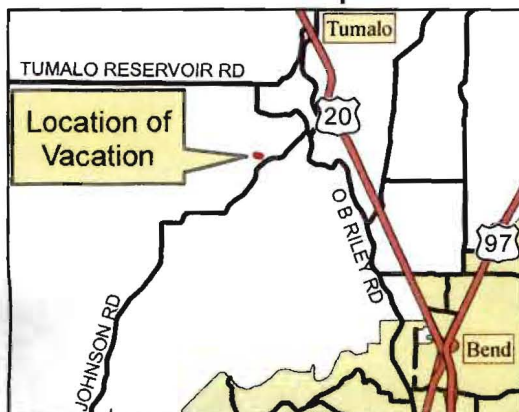 Tumalo
TUMALO RESERVOIR RD
Location of
Vacation
20
O B RILEY RD
97
JOHNSON RD
Bend